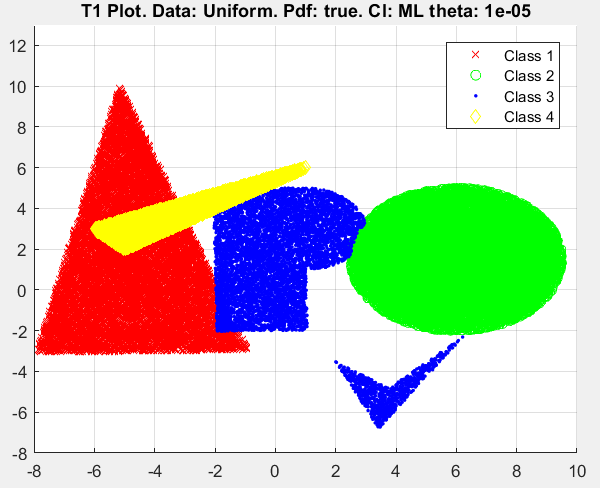 T1 Plot. Data: Uniform. Pdf: true. CI: ML theta: 1e-05
Class 1
Class 2
Class 3
Class 4
12
10
8
6
4
2
0
-2
-4
-6
-8
-8 -6 -4 -2 0 2 4 6 8 10